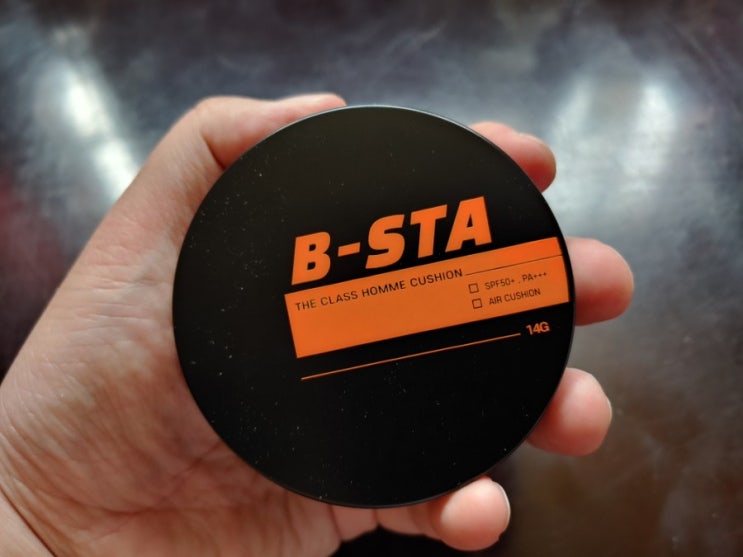 B-STA
THE CLASS HOMME CUSHION
SPF50+ . PA+++
AIR CUSHION
14G